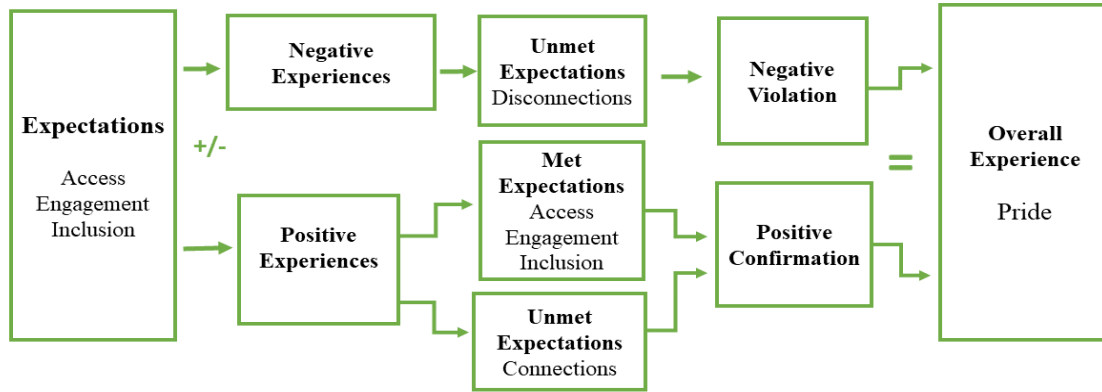 Expectations
Access
Engagement
Inclusion
+/-
Negative
Experiences
Unmet
Expectations
Disconnections
Negative
Violation
Positive
Experiences
Met
Expectations
Access
Engagement
Inclusion
Unmet
Expectations
Connections
Positive
Confirmation
=
Overall
Experience
Pride